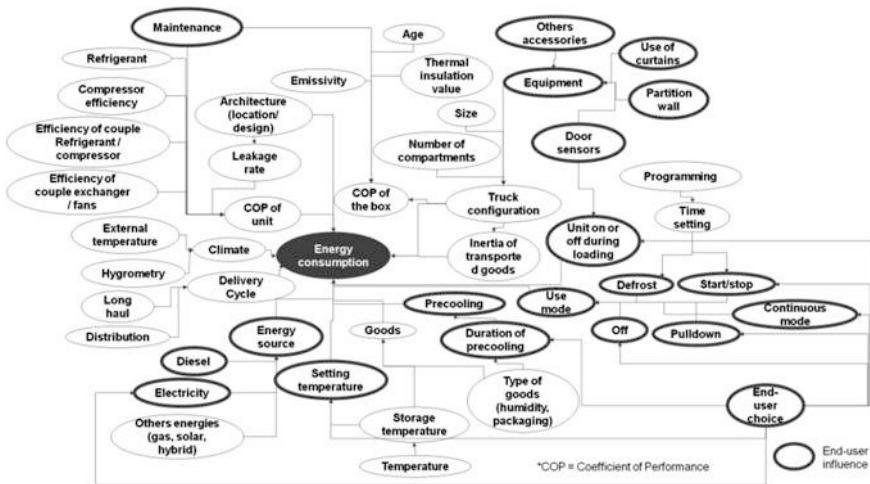 Maintenance
Age
Others
accessories
Use of
curtains
Refrigerant
Thermal
insulation
value
Emissivity
Equipment
Compressor
efficiency
Architecture
(location/
design)
Partition
wall
Size
Efficiency of couple
Refrigerant /
compressor
Number of
compartments
Door
sensors
Leakage
rate
Programming
Efficiency of
couple exchanger
/ fans
COP of
the box
Truck
configuration
COP of
unit
Time
setting
External
temperature
Climate
Energy
consumption
Inertia of
transporte
d goods
Unit on or
off during
loading
Hygrometry
Delivery
Cycle
Defrost
Start/stop
Long
haul
Precooling
Use
mode
Continuous
mode
Distribution
Energy
source
Goods
Duration of
precooling
Off
Pulldown
Diesel
Setting
temperature
Electricity
Type of
goods
(humidity,
packaging)
End-
user
choice
Others energies
(gas, solar,
hybrid)
Storage
temperature
End-user
influence
Temperature
*COP = Coefficient of Performance